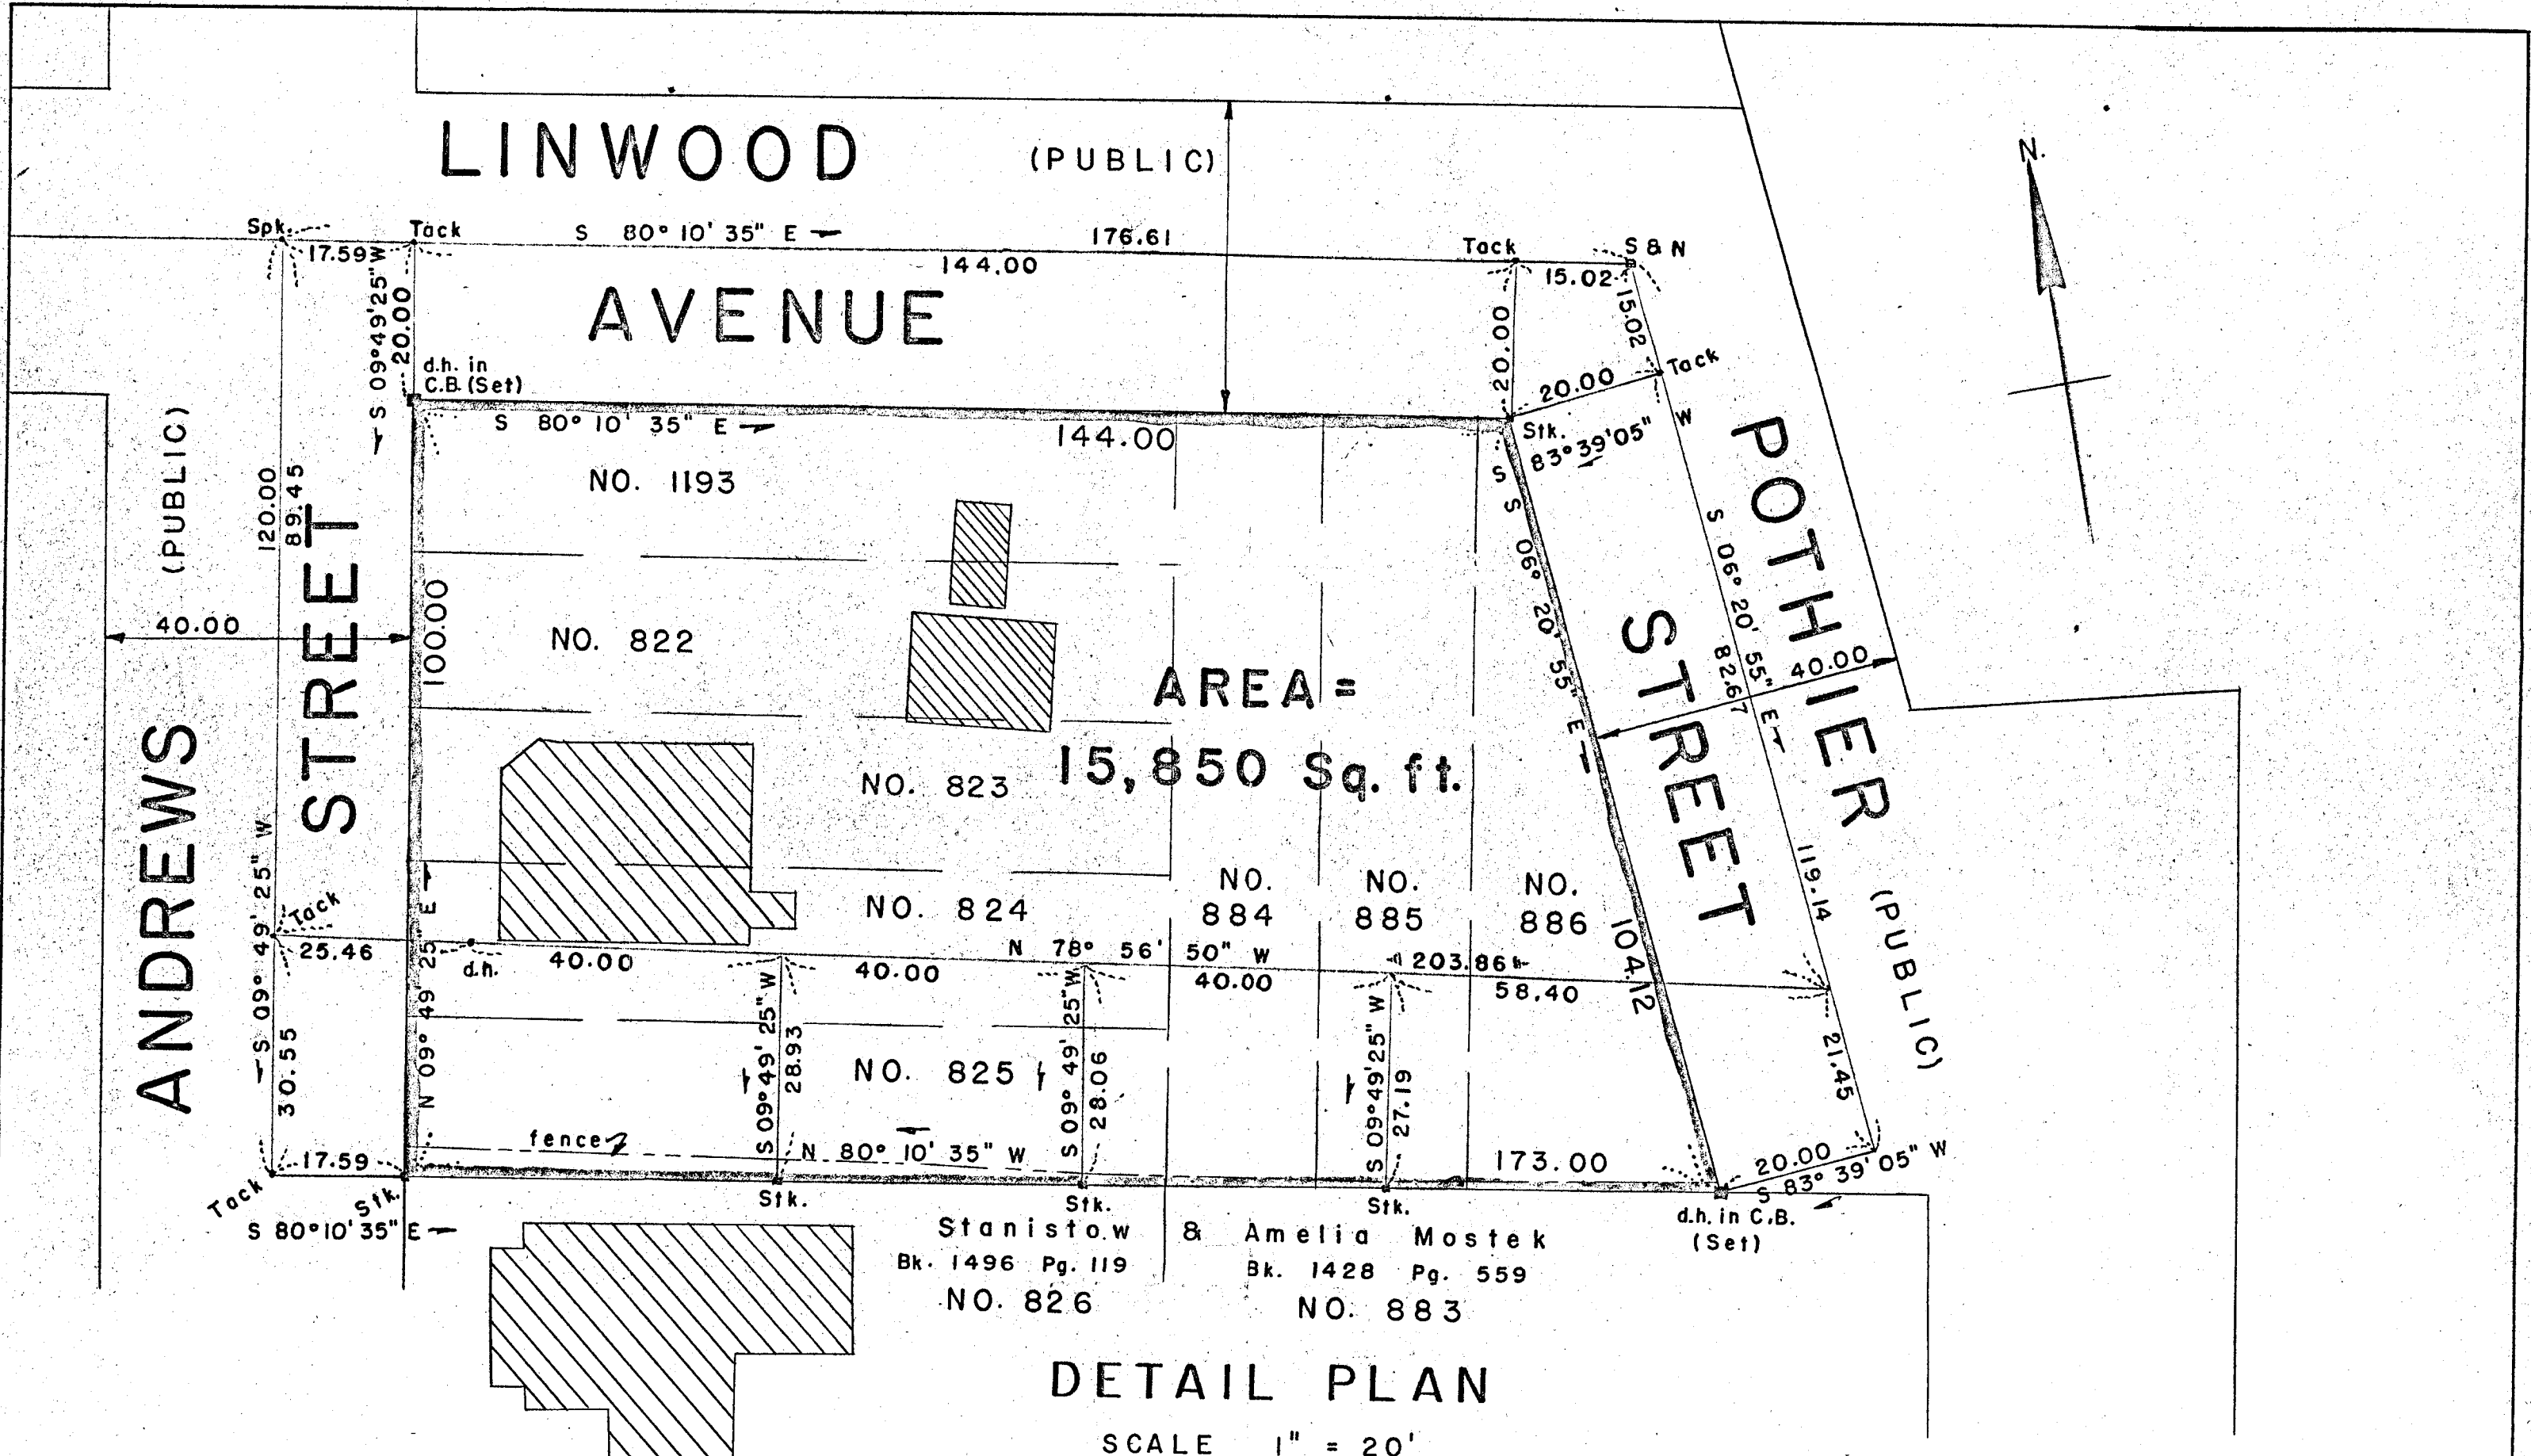 LINWOOD (PUBLIC)
N.
Spk.
Tack
S 80° 10' 35" E
176.61
Tack
S & N
17.59
144.00
15.02
AVENUE
S 09°49'25" W
20.00
20.00
15.02
Tack
20.00
d.h. in
C.B. (Set)
S 80° 10' 35" E
144.00
Stk.
S 83°39'05" W
NO. 1193
(PUBLIC)
120.00
89.45
ANDREWS
STREET
40.00
100.00
NO. 822
S 06° 20' 55" E
S 06° 20' 55" E
82.67
POTHIER
STREET
40.00
AREA =
15,850 Sq. ft.
NO. 823
S 09° 49' 25" W
NO. 824
NO.
884
NO.
885
NO.
886
119.14
(PUBLIC)
104.12
Tack
25.46
d.h.
40.00
40.00
N 78° 56' 50" W
40.00
203.86
58.40
N 09° 49' 25" E
30.55
S 09° 49' 25" W
28.93
NO. 825
S 09° 49' 25" W
28.06
S 09° 49' 25" W
27.19
21.45
fence
N 80° 10' 35" W
173.00
20.00
S 83° 39' 05" W
17.59
Tack
Stk.
S 80°10'35" E
Stk.
Stk.
Stk.
d.h. in C.B.
(Set)
Stanistow & Amelia Mostek
Bk. 1496 Pg. 119
Bk. 1428 Pg. 559
NO. 826
NO. 883
DETAIL PLAN
SCALE 1" = 20'